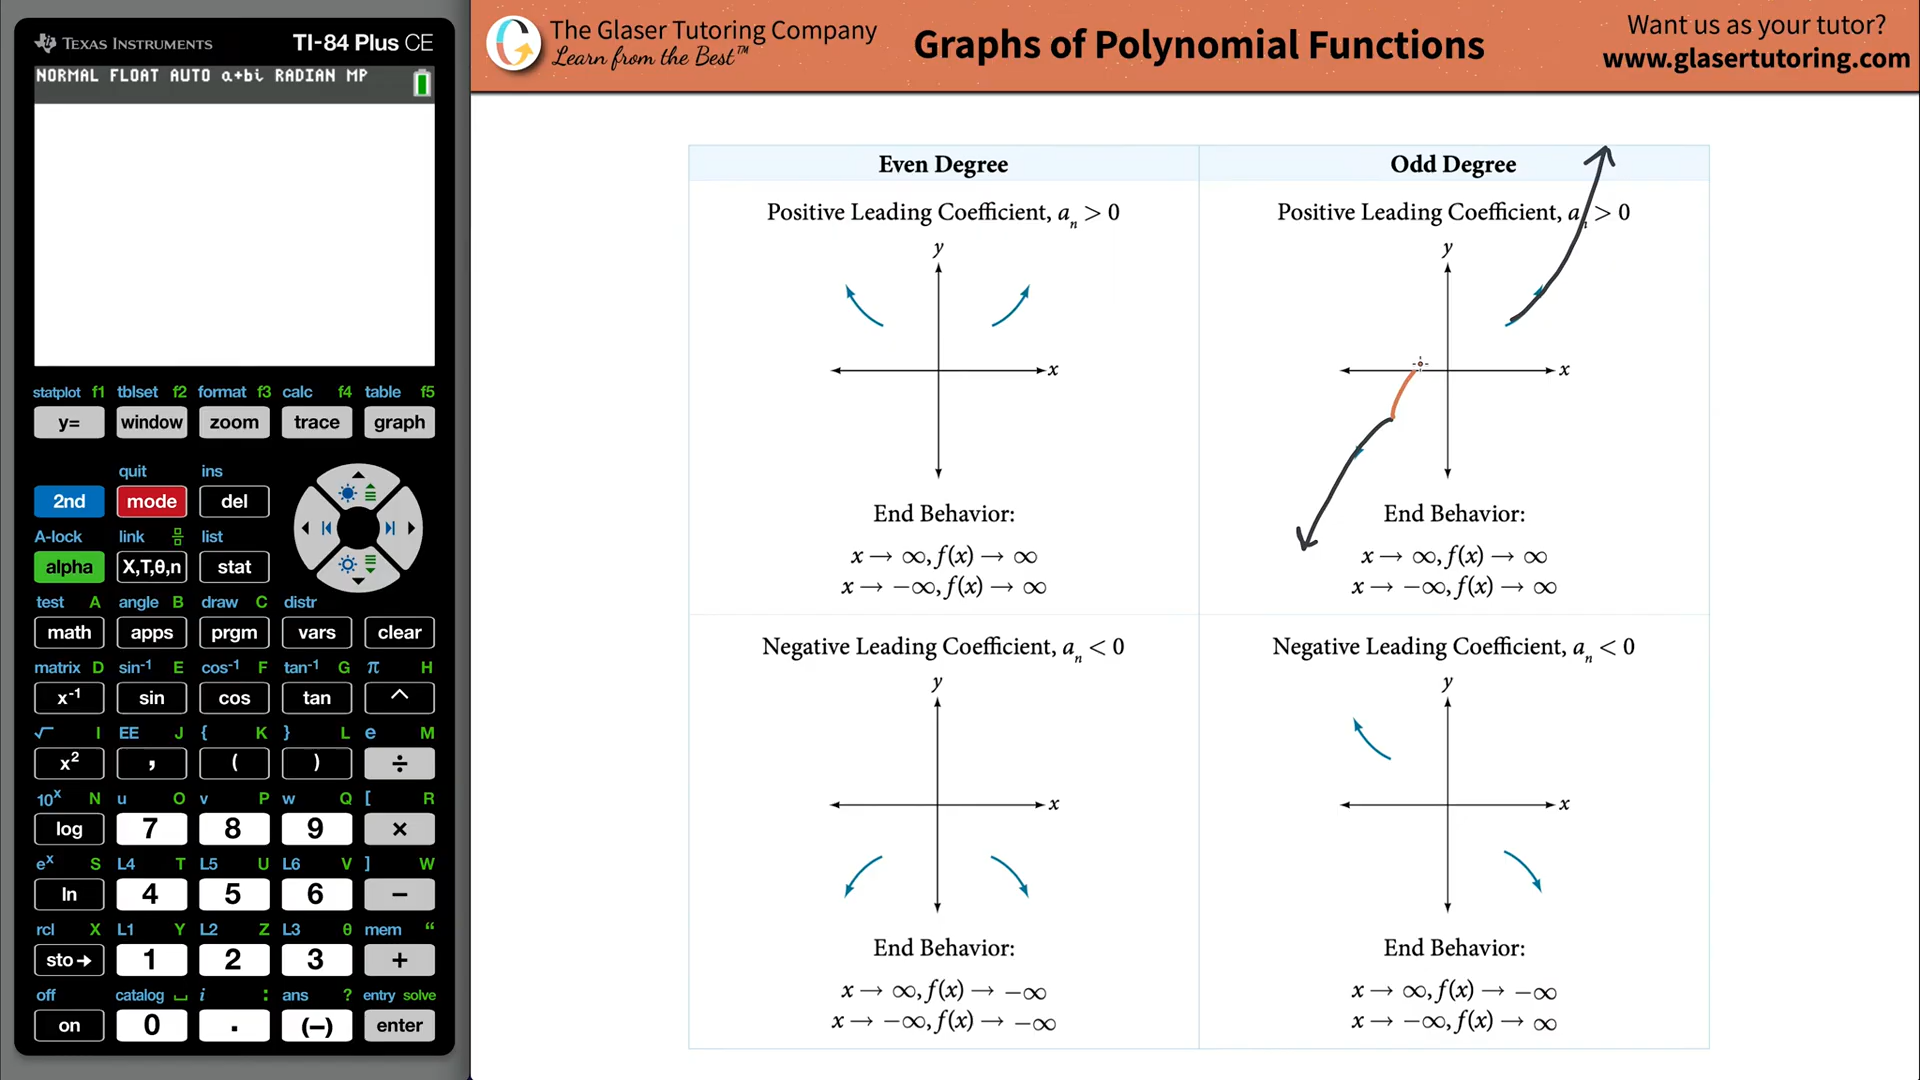 TEXAS INSTRUMENTS TI-84 Plus CE
NORMAL FLOAT AUTO a+bi RADIAN MP
statplot f1 tblset f2 format f3 calc f4 table f5
y= window zoom trace graph
quit ins
2nd mode del
A-lock link list
alpha X,T,θ,n stat
test A angle B draw C distr
math apps prgm vars clear
matrix D sin⁻¹ E cos⁻¹ F tan⁻¹ G π H
x⁻¹ sin cos tan ^
√ I EE J { K } L e M
x² , ( ) ÷
10ˣ N u O v P w Q [ R
log 7 8 9 ×
eˣ S L4 T L5 U L6 V ] W
ln 4 5 6 −
rcl X L1 Y L2 Z L3 θ mem “
sto→ 1 2 3 +
off catalog ␣ i : ans ? entry solve
on 0 . (−) enter
The Glaser Tutoring Company
Learn from the Best™
Graphs of Polynomial Functions
Want us as your tutor?
www.glasertutoring.com
Even Degree
Positive Leading Coefficient, aₙ > 0
y
x
End Behavior:
x → ∞, f(x) → ∞
x → −∞, f(x) → ∞
Odd Degree
Positive Leading Coefficient, aₙ > 0
y
x
End Behavior:
x → ∞, f(x) → ∞
x → −∞, f(x) → ∞
Negative Leading Coefficient, aₙ < 0
y
x
End Behavior:
x → ∞, f(x) → −∞
x → −∞, f(x) → −∞
Negative Leading Coefficient, aₙ < 0
y
x
End Behavior:
x → ∞, f(x) → −∞
x → −∞, f(x) → ∞